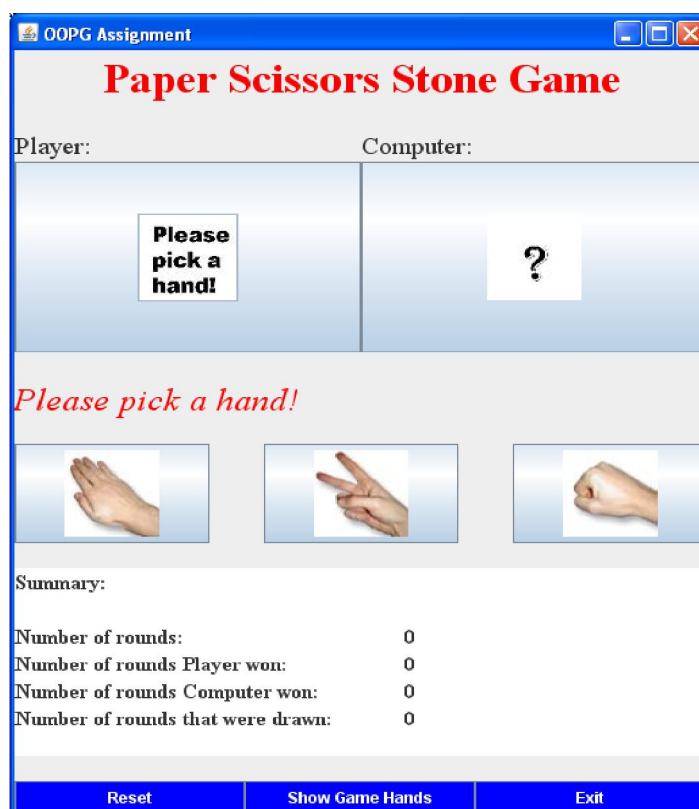 OOPG Assignment
Paper Scissors Stone Game
Player: Computer:
Please
pick a
hand!
?
Please pick a hand!
Summary:
Number of rounds: 0
Number of rounds Player won: 0
Number of rounds Computer won: 0
Number of rounds that were drawn: 0
Reset Show Game Hands Exit